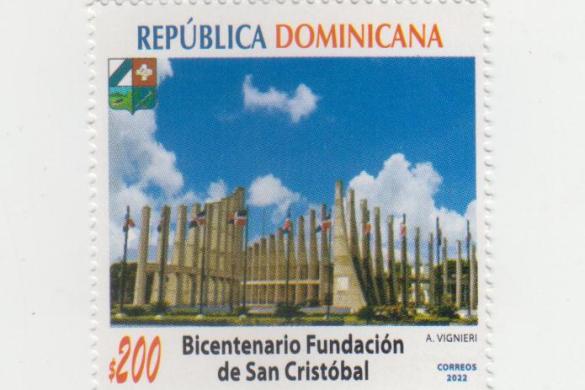 REPÚBLICA DOMINICANA
A. VIGNIERI
$200
Bicentenario Fundación
de San Cristóbal
CORREOS
2022